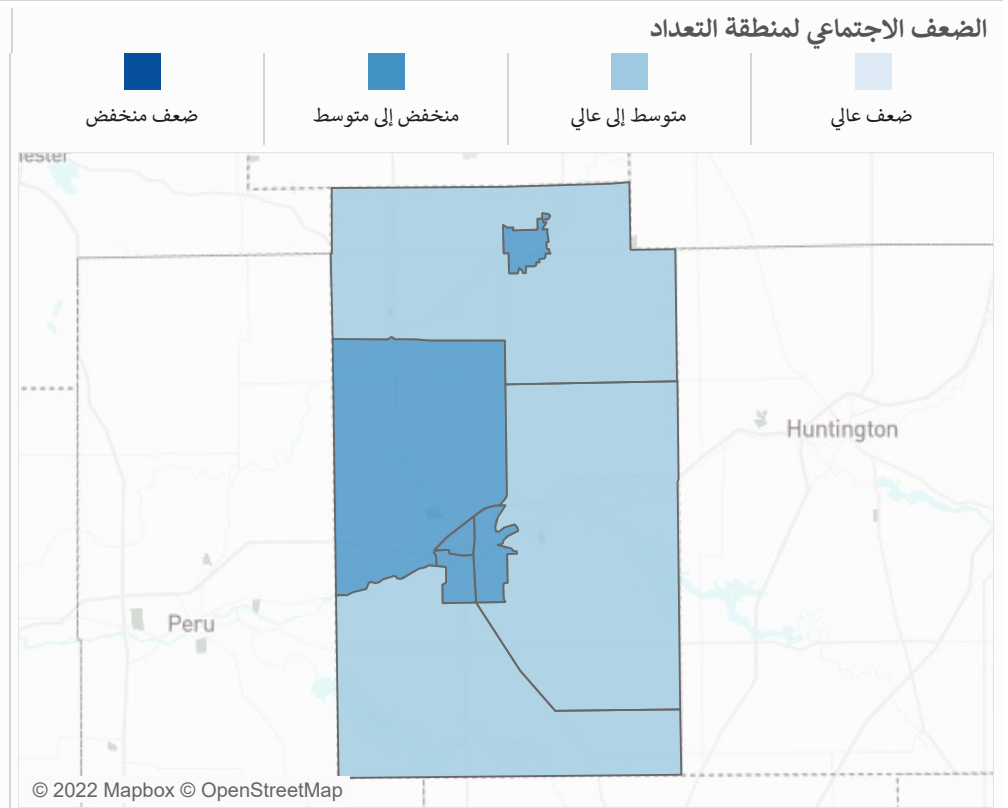 الضعف الاجتماعي لمنطقة التعداد
ضعف عالي
متوسط إلى عالي
منخفض إلى متوسط
ضعف منخفض
Huntington
Peru
© 2022 Mapbox © OpenStreetMap